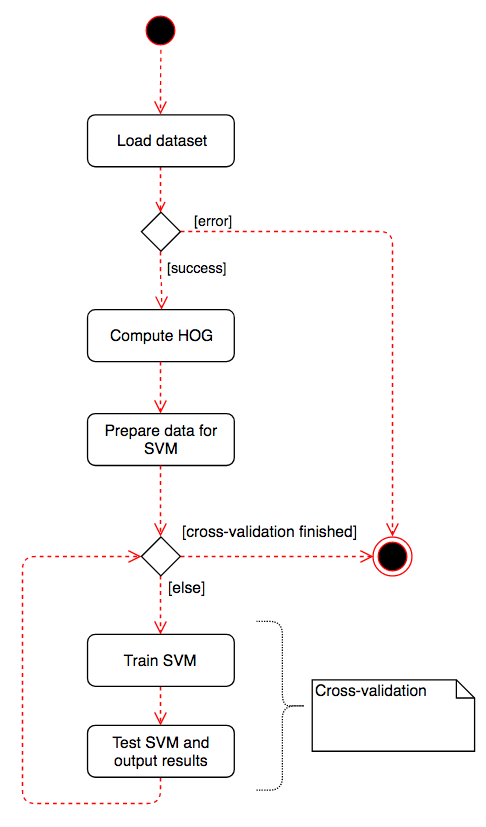 Load dataset
[error]
[success]
Compute HOG
Prepare data for
SVM
[cross-validation finished]
[else]
Train SVM
Cross-validation
Test SVM and
output results